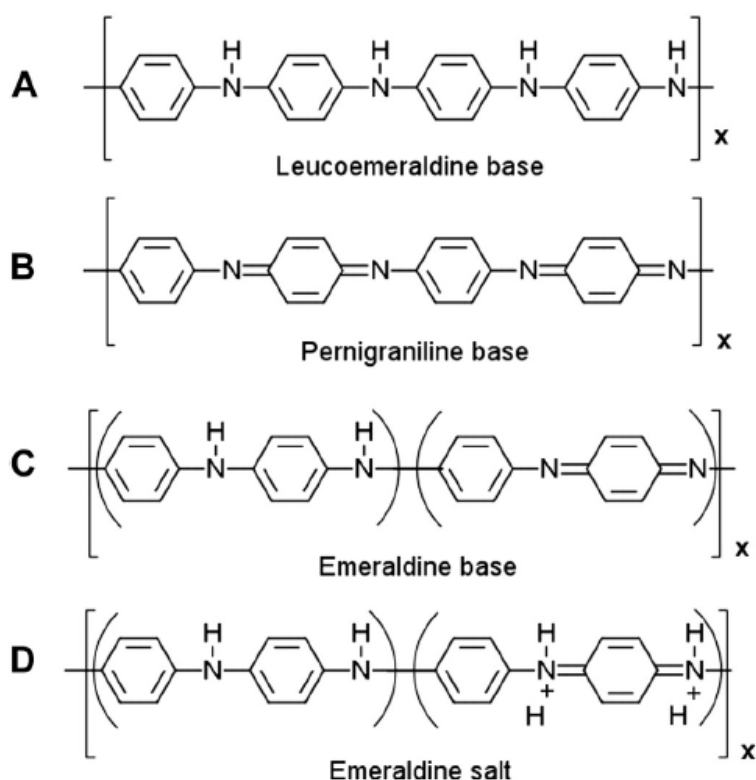 H H H H
A N N N N x
Leucoemeraldine base
B N N N N x
Pernigraniline base
H H
C N N N N x
Emeraldine base
H H H H
D N N N N x
+ +
H H
Emeraldine salt